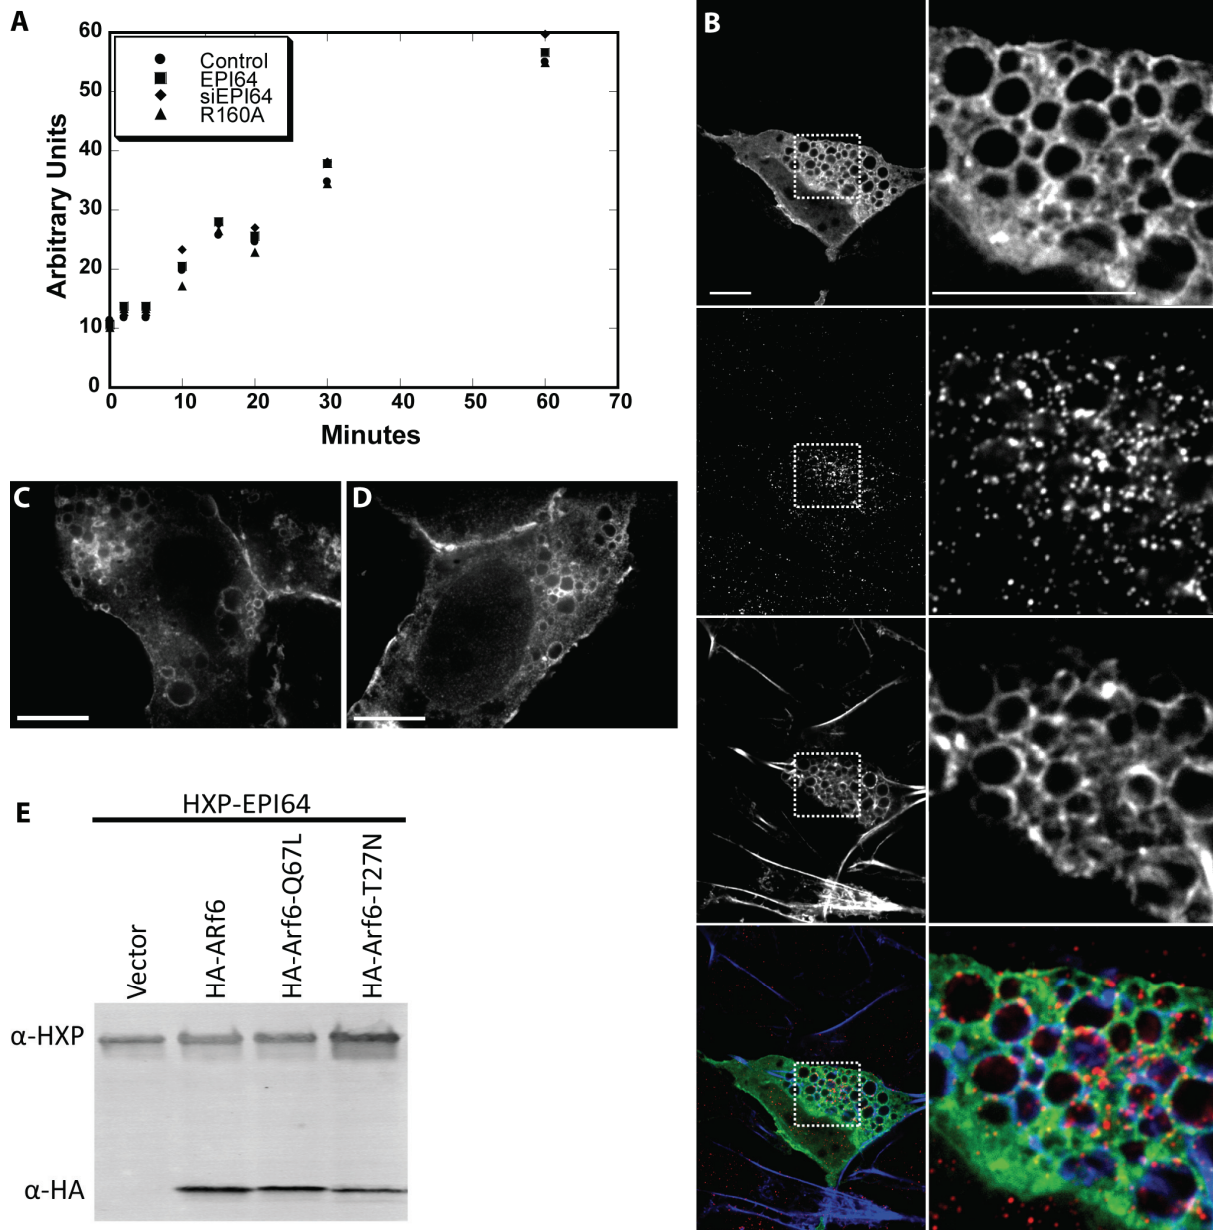 A
60
50
40
30
20
10
0
Arbitrary Units
Control
EPI64
siEPI64
R160A
0 10 20 30 40 50 60 70
Minutes
B
C
D
E
HXP-EPI64
Vector
HA-ARf6
HA-Arf6-Q67L
HA-Arf6-T27N
α-HXP
α-HA